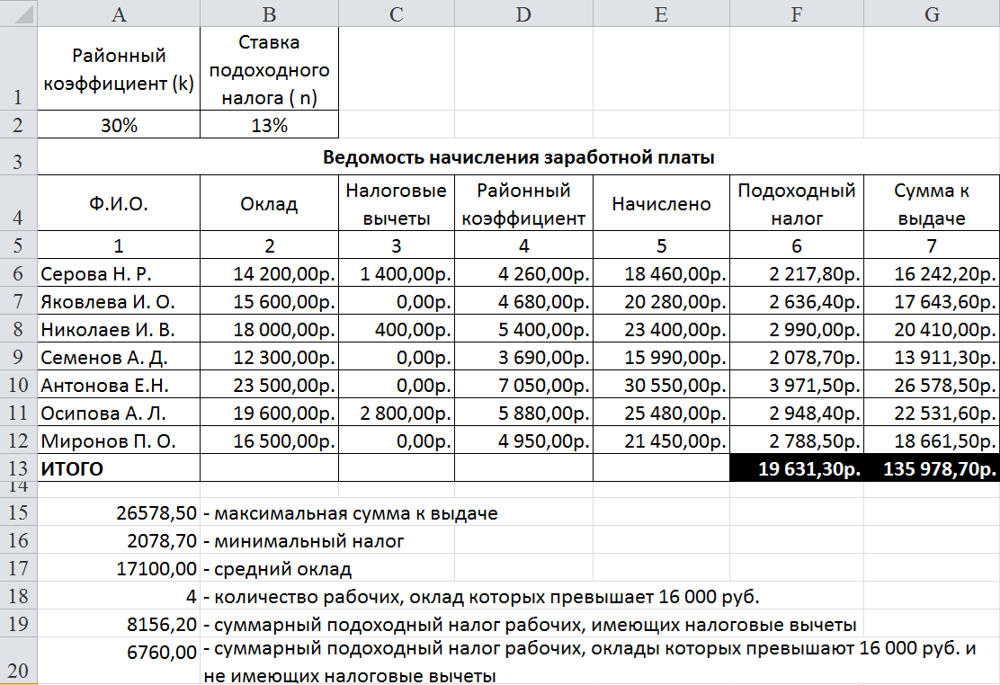 A B C D E F G
1 Районный коэффициент (k) Ставка подоходного налога ( n)
2 30% 13%
3 Ведомость начисления заработной платы
4 Ф.И.О. Оклад Налоговые вычеты Районный коэффициент Начислено Подоходный налог Сумма к выдаче
5 1 2 3 4 5 6 7
6 Серова Н. Р. 14 200,00р. 1 400,00р. 4 260,00р. 18 460,00р. 2 217,80р. 16 242,20р.
7 Яковлева И. О. 15 600,00р. 0,00р. 4 680,00р. 20 280,00р. 2 636,40р. 17 643,60р.
8 Николаев И. В. 18 000,00р. 400,00р. 5 400,00р. 23 400,00р. 2 990,00р. 20 410,00р.
9 Семенов А. Д. 12 300,00р. 0,00р. 3 690,00р. 15 990,00р. 2 078,70р. 13 911,30р.
10 Антонова Е.Н. 23 500,00р. 0,00р. 7 050,00р. 30 550,00р. 3 971,50р. 26 578,50р.
11 Осипова А. Л. 19 600,00р. 2 800,00р. 5 880,00р. 25 480,00р. 2 948,40р. 22 531,60р.
12 Миронов П. О. 16 500,00р. 0,00р. 4 950,00р. 21 450,00р. 2 788,50р. 18 661,50р.
13 ИТОГО 19 631,30р. 135 978,70р.
14
15 26578,50 - максимальная сумма к выдаче
16 2078,70 - минимальный налог
17 17100,00 - средний оклад
18 4 - количество рабочих, оклад которых превышает 16 000 руб.
19 8156,20 - суммарный подоходный налог рабочих, имеющих налоговые вычеты
20 6760,00 - суммарный подоходный налог рабочих, оклады которых превышают 16 000 руб. и
не имеющих налоговые вычеты